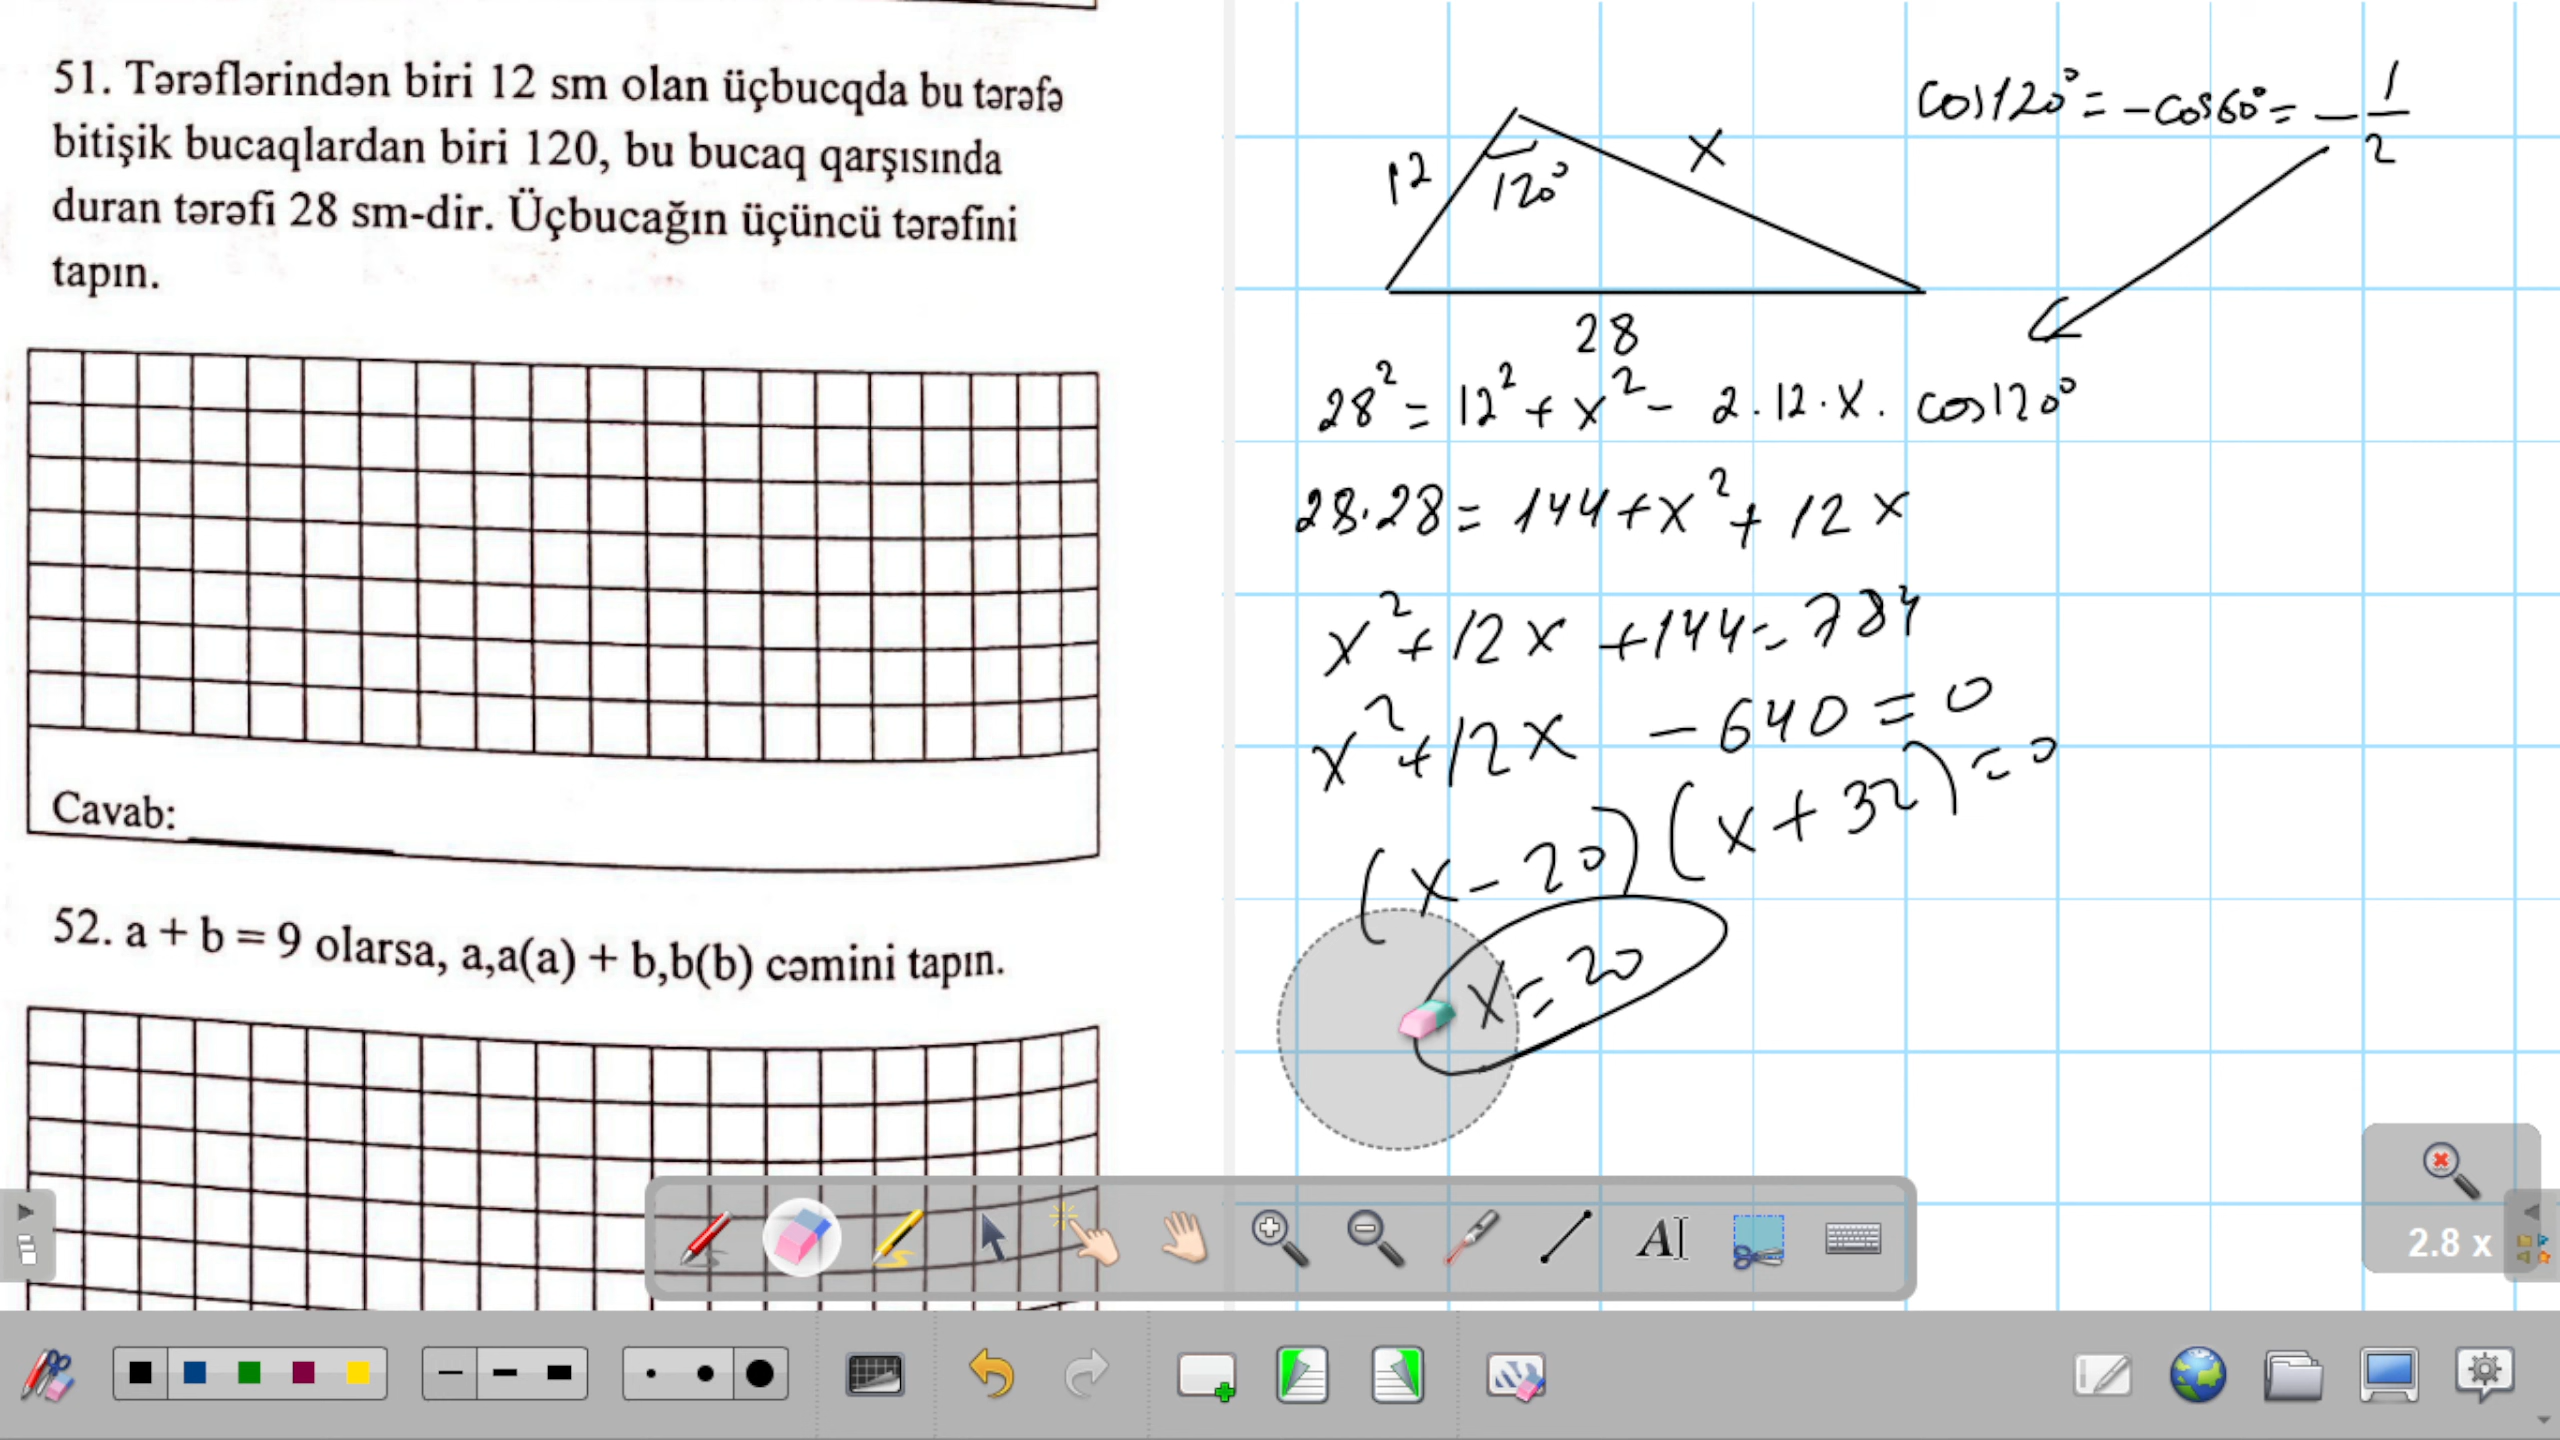 51. Tərəflərindən biri 12 sm olan üçbucqda bu tərəfə
bitişik bucaqlardan biri 120, bu bucaq qarşısında
duran tərəfi 28 sm-dir. Üçbucağın üçüncü tərəfini
tapın.
Cavab:
52. a + b = 9 olarsa, a,a(a) + b,b(b) cəmini tapın.
cos120° = -cos60° = - 1/2
12
120°
x
28
28² = 12² + x² - 2·12·x· cos120°
28·28 = 144 + x² + 12x
x² + 12x + 144 = 784
x² + 12x - 640 = 0
(x - 20)(x + 32) = 0
x = 20
AI
2.8 x